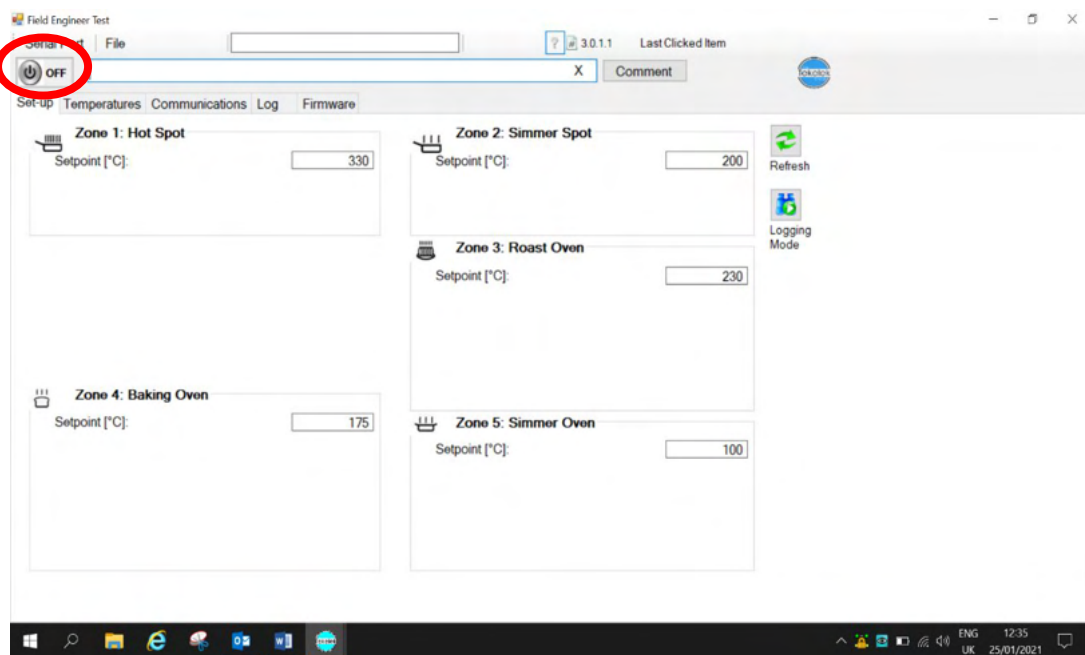 Field Engineer Test
Serial Port File
3.0.1.1 Last Clicked Item
OFF
X Comment
Tokotok
Set-up Temperatures Communications Log Firmware
Zone 1: Hot Spot
Setpoint [°C]: 330
Zone 2: Simmer Spot
Setpoint [°C]: 200
Refresh
Logging
Mode
Zone 3: Roast Oven
Setpoint [°C]: 230
Zone 4: Baking Oven
Setpoint [°C]: 175
Zone 5: Simmer Oven
Setpoint [°C]: 100
ENG 12:35
UK 25/01/2021